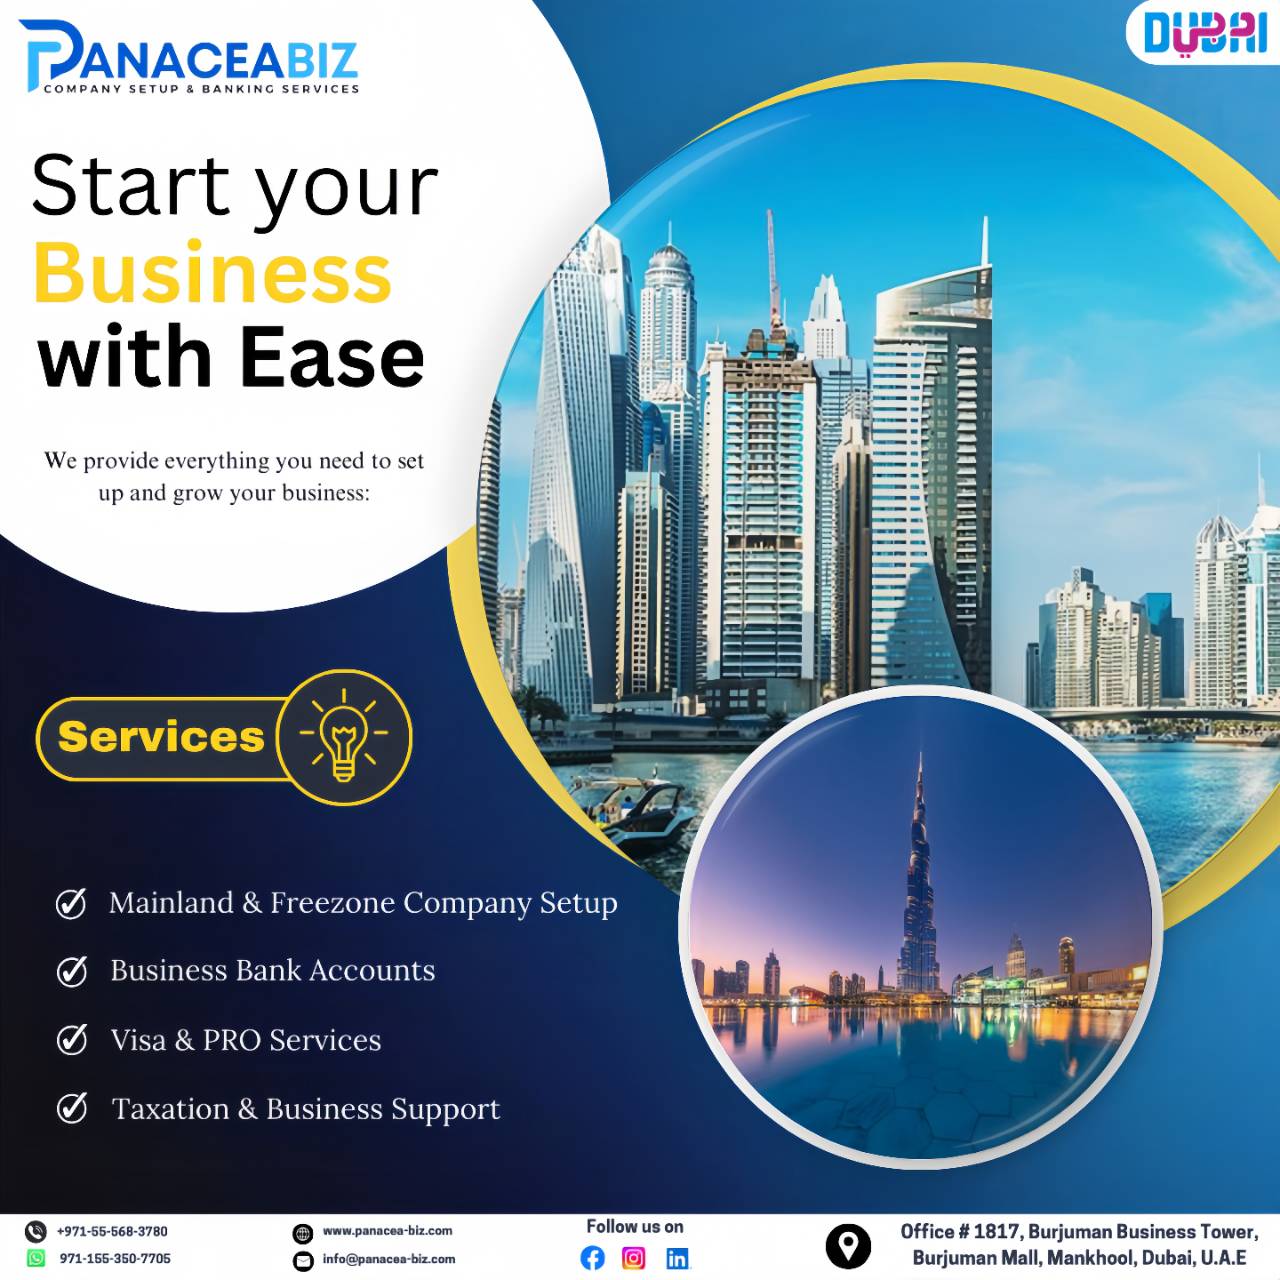 PANACEABIZ
COMPANY SETUP & BANKING SERVICES
DUBAI
Start your
Business
with Ease
We provide everything you need to set
up and grow your business:
Services
Mainland & Freezone Company Setup
Business Bank Accounts
Visa & PRO Services
Taxation & Business Support
+971-55-568-3780
971-155-350-7705
www.panacea-biz.com
info@panacea-biz.com
Follow us on
Office # 1817, Burjuman Business Tower,
Burjuman Mall, Mankhool, Dubai, U.A.E